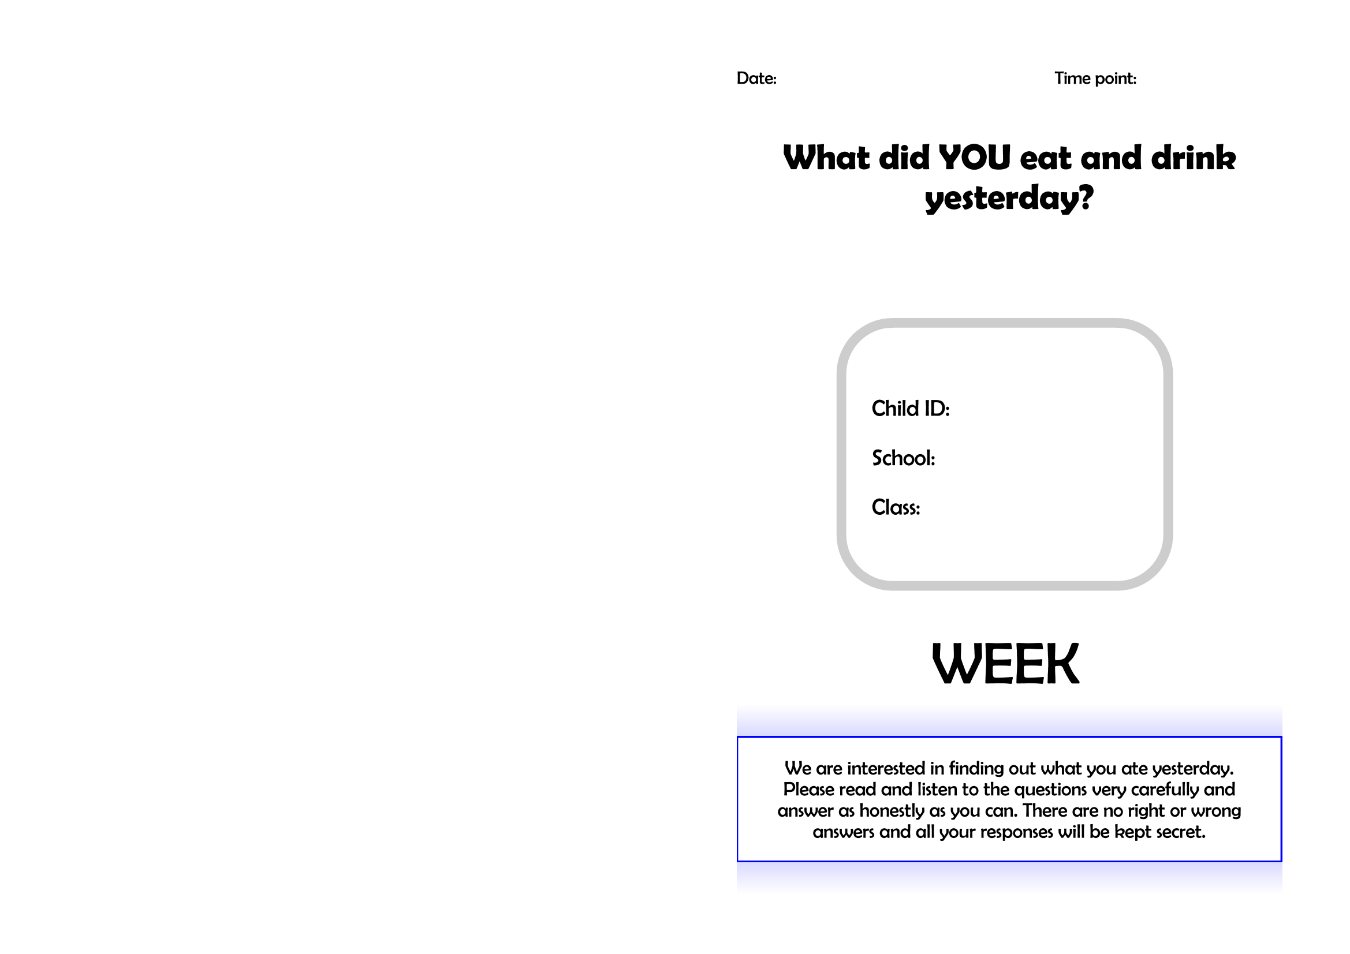 Date: Time point:
What did YOU eat and drink
yesterday?
Child ID:
School:
Class:
WEEK
We are interested in finding out what you ate yesterday.
Please read and listen to the questions very carefully and
answer as honestly as you can. There are no right or wrong
answers and all your responses will be kept secret.